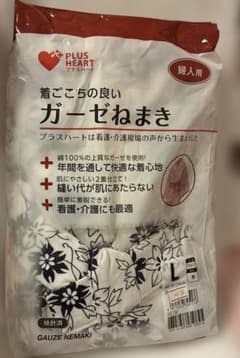 PLUS
HEART
プラスハート
婦人用
着ごこちの良い
ガーゼねまき
プラスハートは看護・介護現場の声から生まれました
綿100%の上質なガーゼを使用!
年間を通して快適な着心地
肌にやさしい2重仕立て!
縫い代が肌にあたらない
簡単に着脱できる!
看護・介護にも最適
L
GAUZE NEMAKI